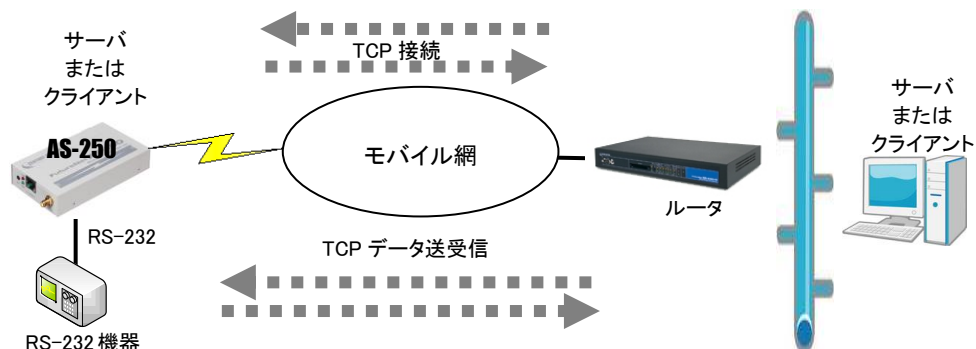 サーバ
または
クライアント
AS-250
RS-232
RS-232 機器
TCP 接続
モバイル網
TCP データ送受信
ルータ
サーバ
または
クライアント